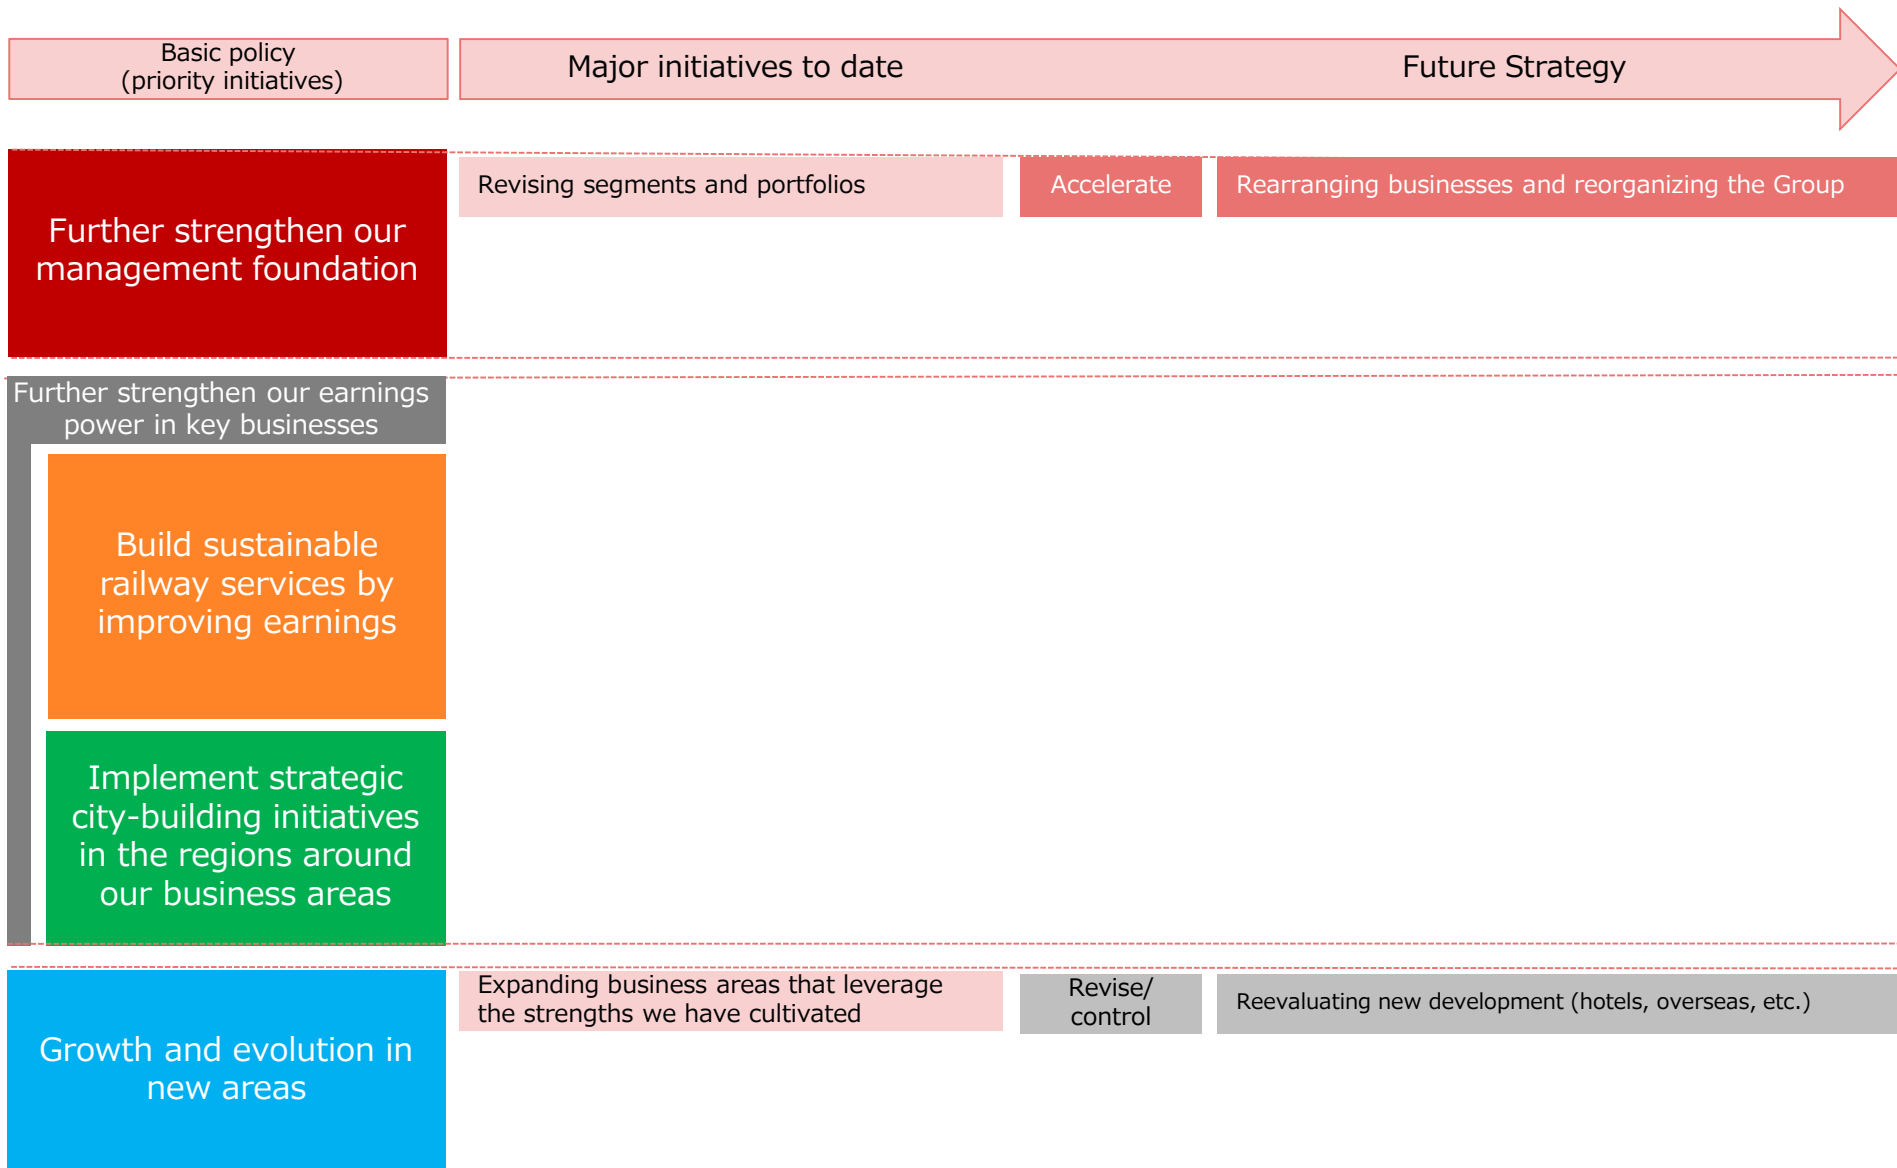 Basic policy
(priority initiatives)
Major initiatives to date
Future Strategy
Further strengthen our
management foundation
Revising segments and portfolios
Accelerate
Rearranging businesses and reorganizing the Group
Further strengthen our earnings
power in key businesses
Build sustainable
railway services by
improving earnings
Implement strategic
city-building initiatives
in the regions around
our business areas
Growth and evolution in
new areas
Expanding business areas that leverage
the strengths we have cultivated
Revise/
control
Reevaluating new development (hotels, overseas, etc.)